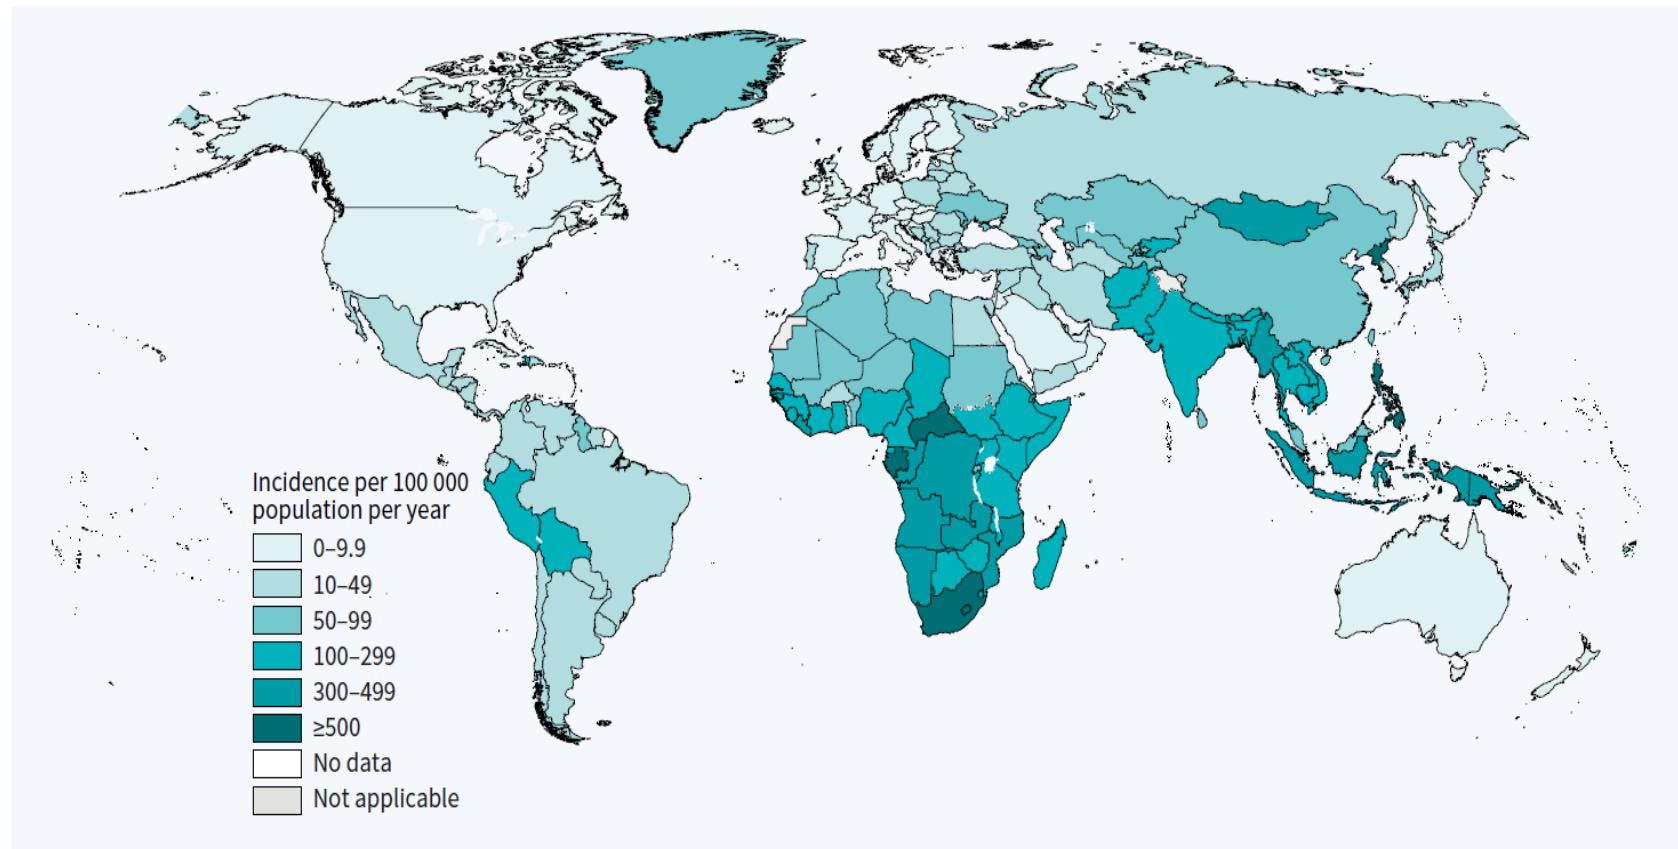 Incidence per 100 000
population per year
0–9.9
10–49
50–99
100–299
300–499
≥500
No data
Not applicable